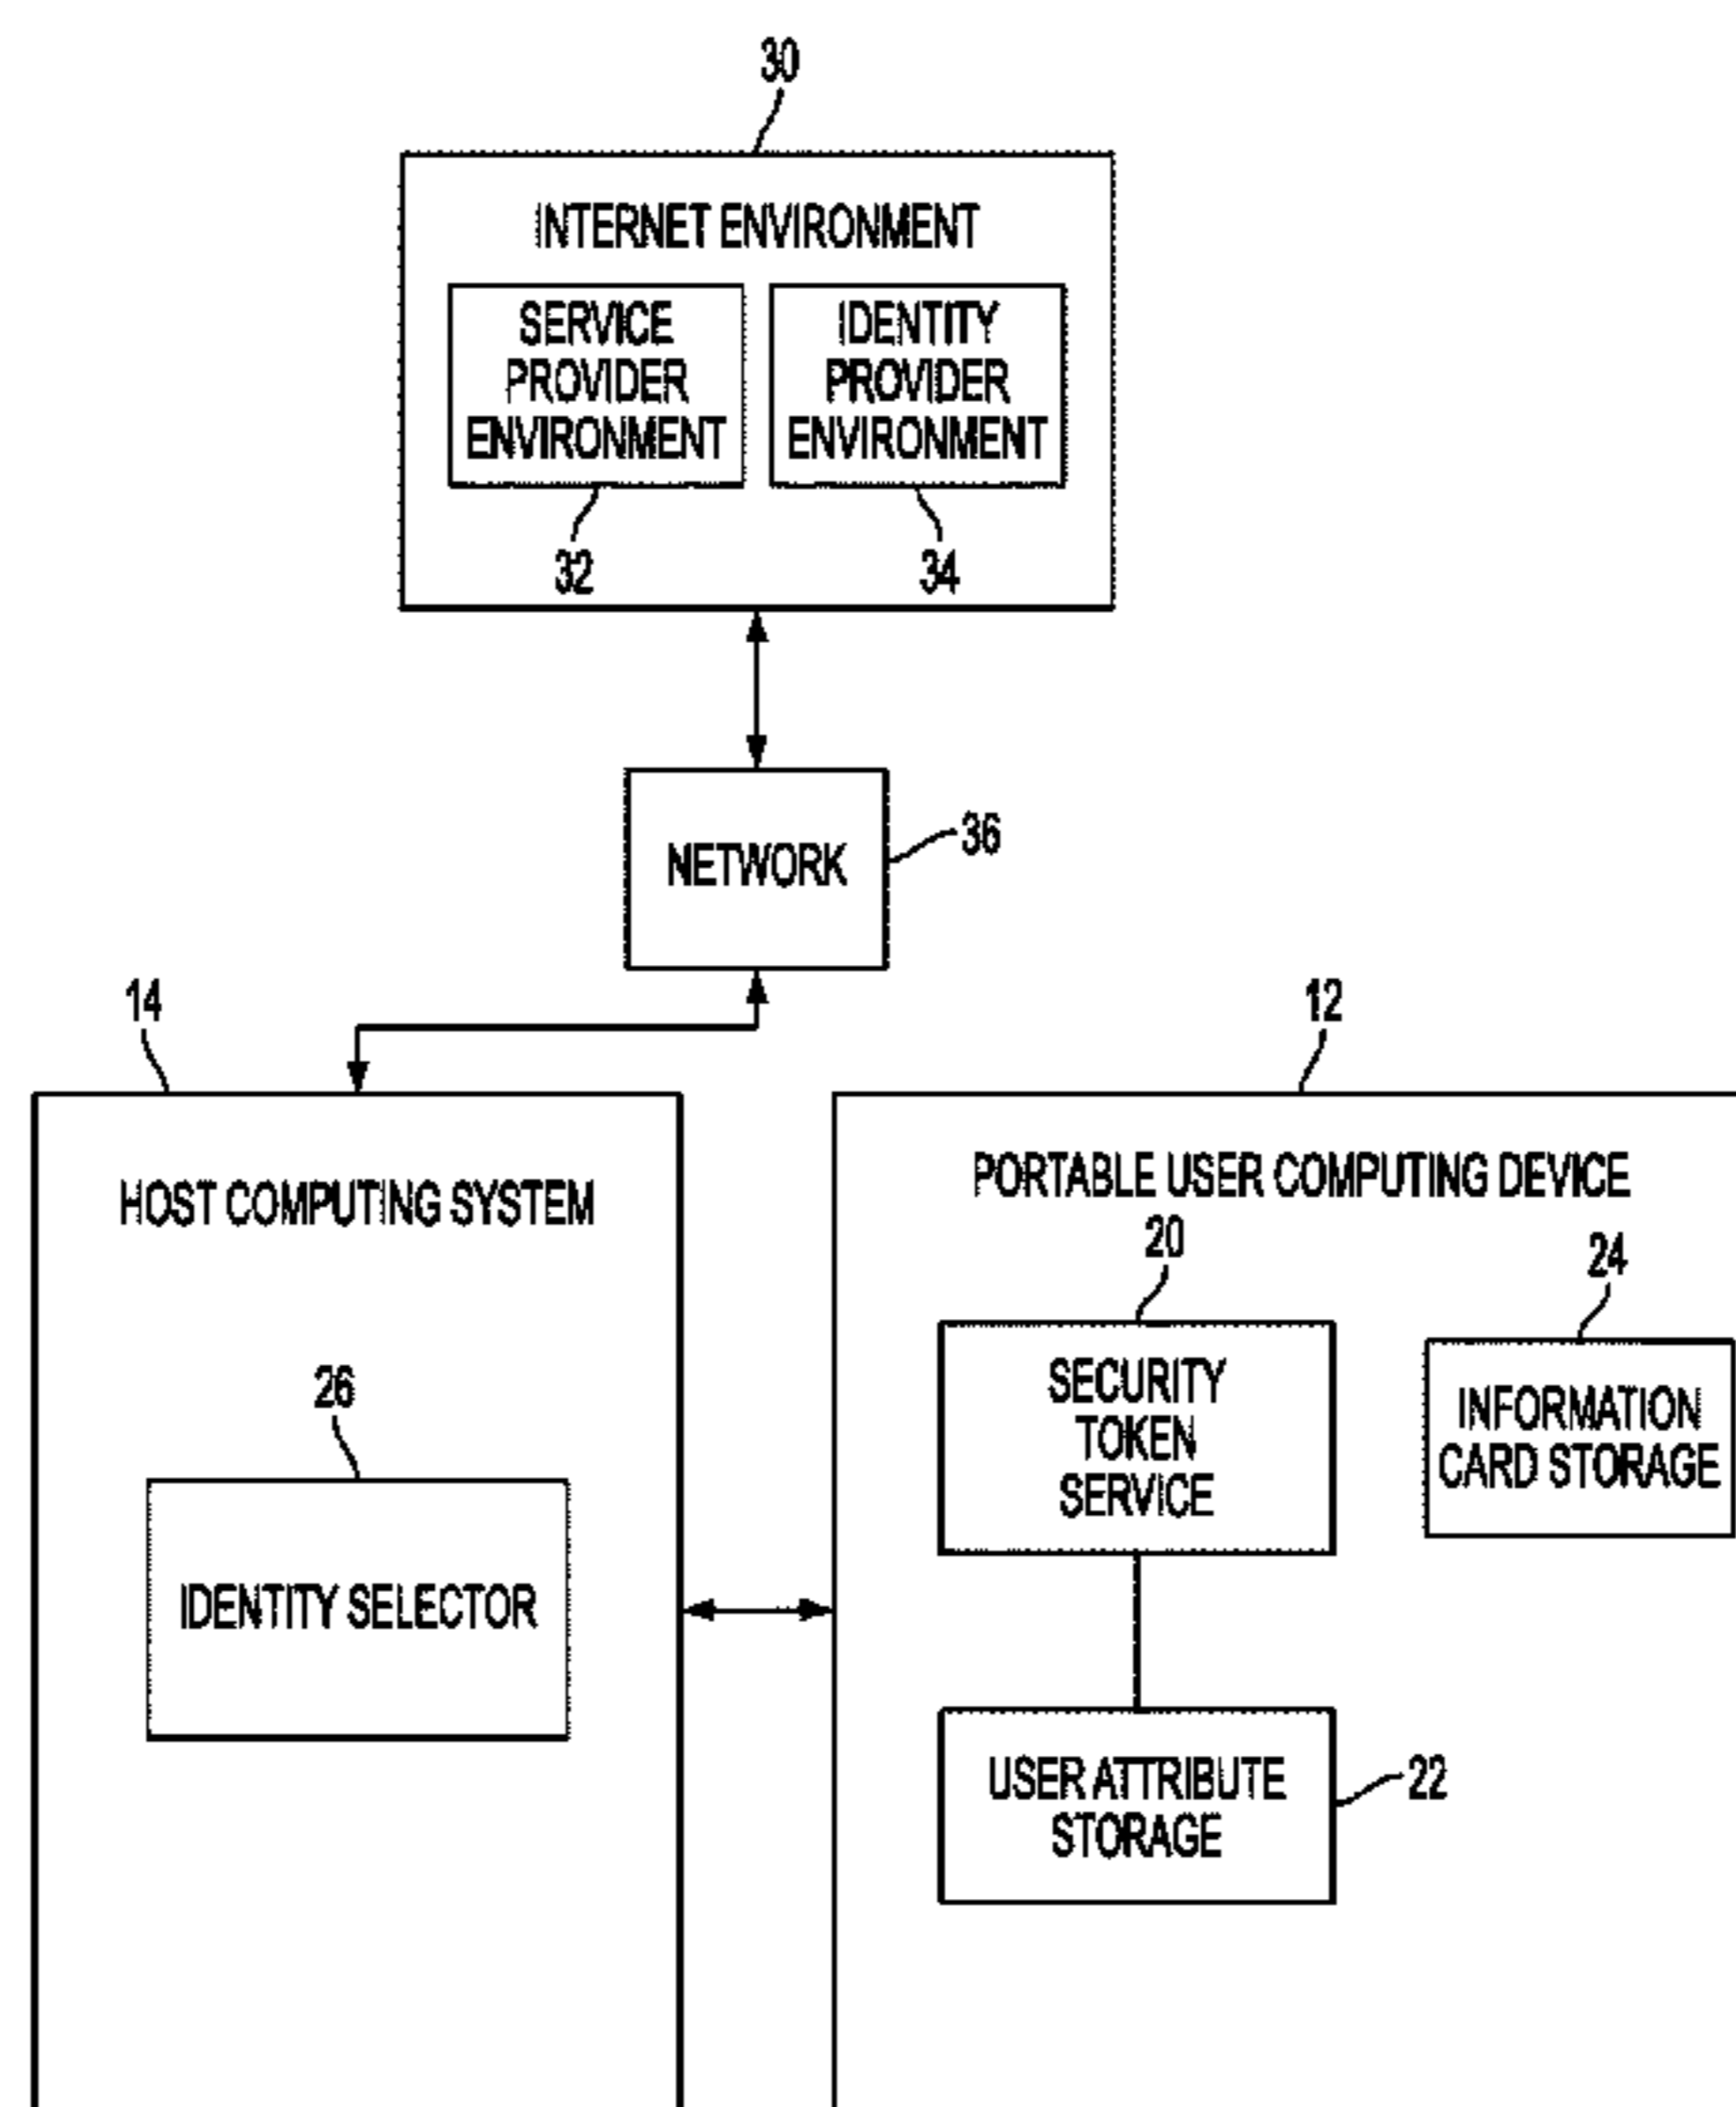 30
INTERNET ENVIRONMENT
SERVICE
PROVIDER
ENVIRONMENT
IDENTITY
PROVIDER
ENVIRONMENT
32
34
NETWORK
36
14
12
HOST COMPUTING SYSTEM
PORTABLE USER COMPUTING DEVICE
20
24
SECURITY
TOKEN
SERVICE
INFORMATION
CARD STORAGE
26
IDENTITY SELECTOR
USER ATTRIBUTE
STORAGE
22